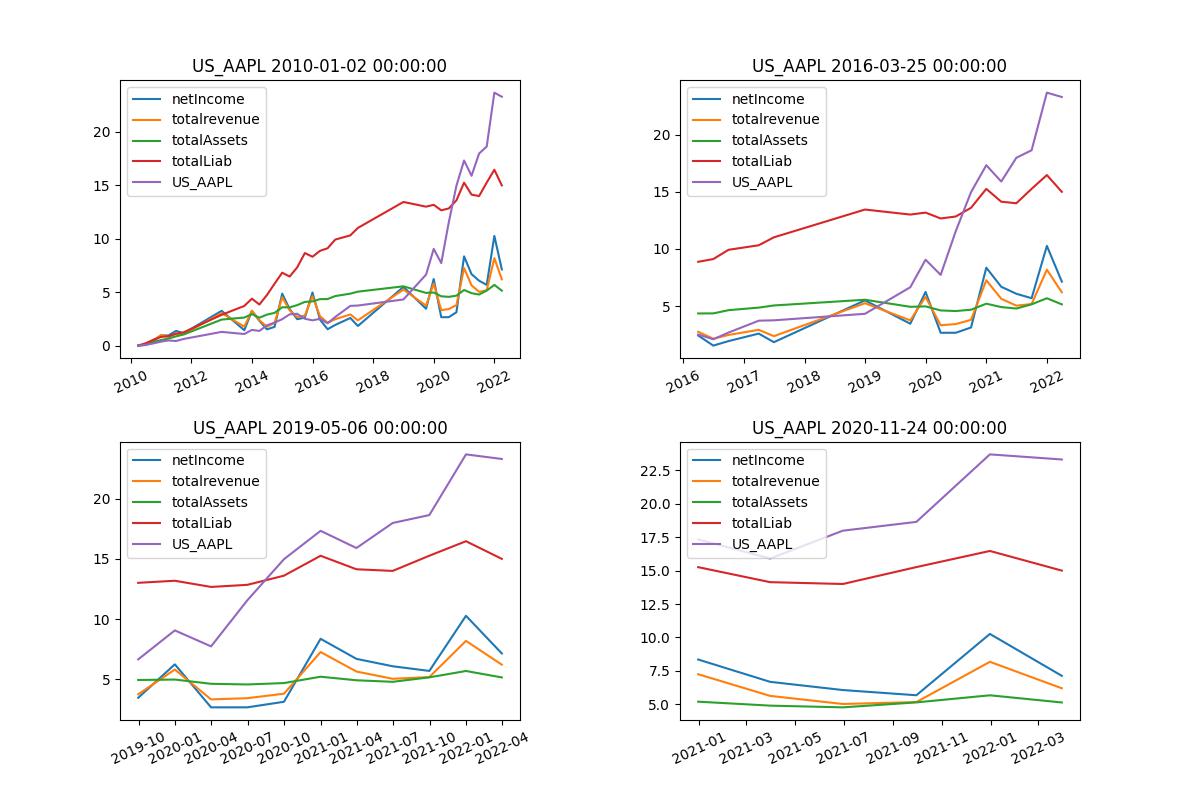 US_AAPL 2010-01-02 00:00:00
netIncome
totalrevenue
totalAssets
totalLiab
US_AAPL
20
15
10
5
0
2010 2012 2014 2016 2018 2020 2022
US_AAPL 2016-03-25 00:00:00
netIncome
totalrevenue
totalAssets
totalLiab
US_AAPL
20
15
10
5
2016 2017 2018 2019 2020 2021 2022
US_AAPL 2019-05-06 00:00:00
netIncome
totalrevenue
totalAssets
totalLiab
US_AAPL
20
15
10
5
2019-10 2020-01 2020-04 2020-07 2020-10 2021-01 2021-04 2021-07 2021-10 2022-01 2022-04
US_AAPL 2020-11-24 00:00:00
netIncome
totalrevenue
totalAssets
totalLiab
US_AAPL
22.5
20.0
17.5
15.0
12.5
10.0
7.5
5.0
2021-01 2021-03 2021-05 2021-07 2021-09 2021-11 2022-01 2022-03